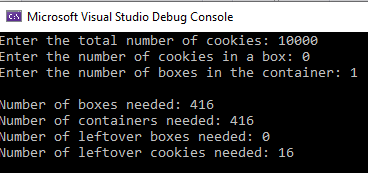 Microsoft Visual Studio Debug Console
Enter the total number of cookies: 10000
Enter the number of cookies in a box: 0
Enter the number of boxes in the container: 1
Number of boxes needed: 416
Number of containers needed: 416
Number of leftover boxes needed: 0
Number of leftover cookies needed: 16